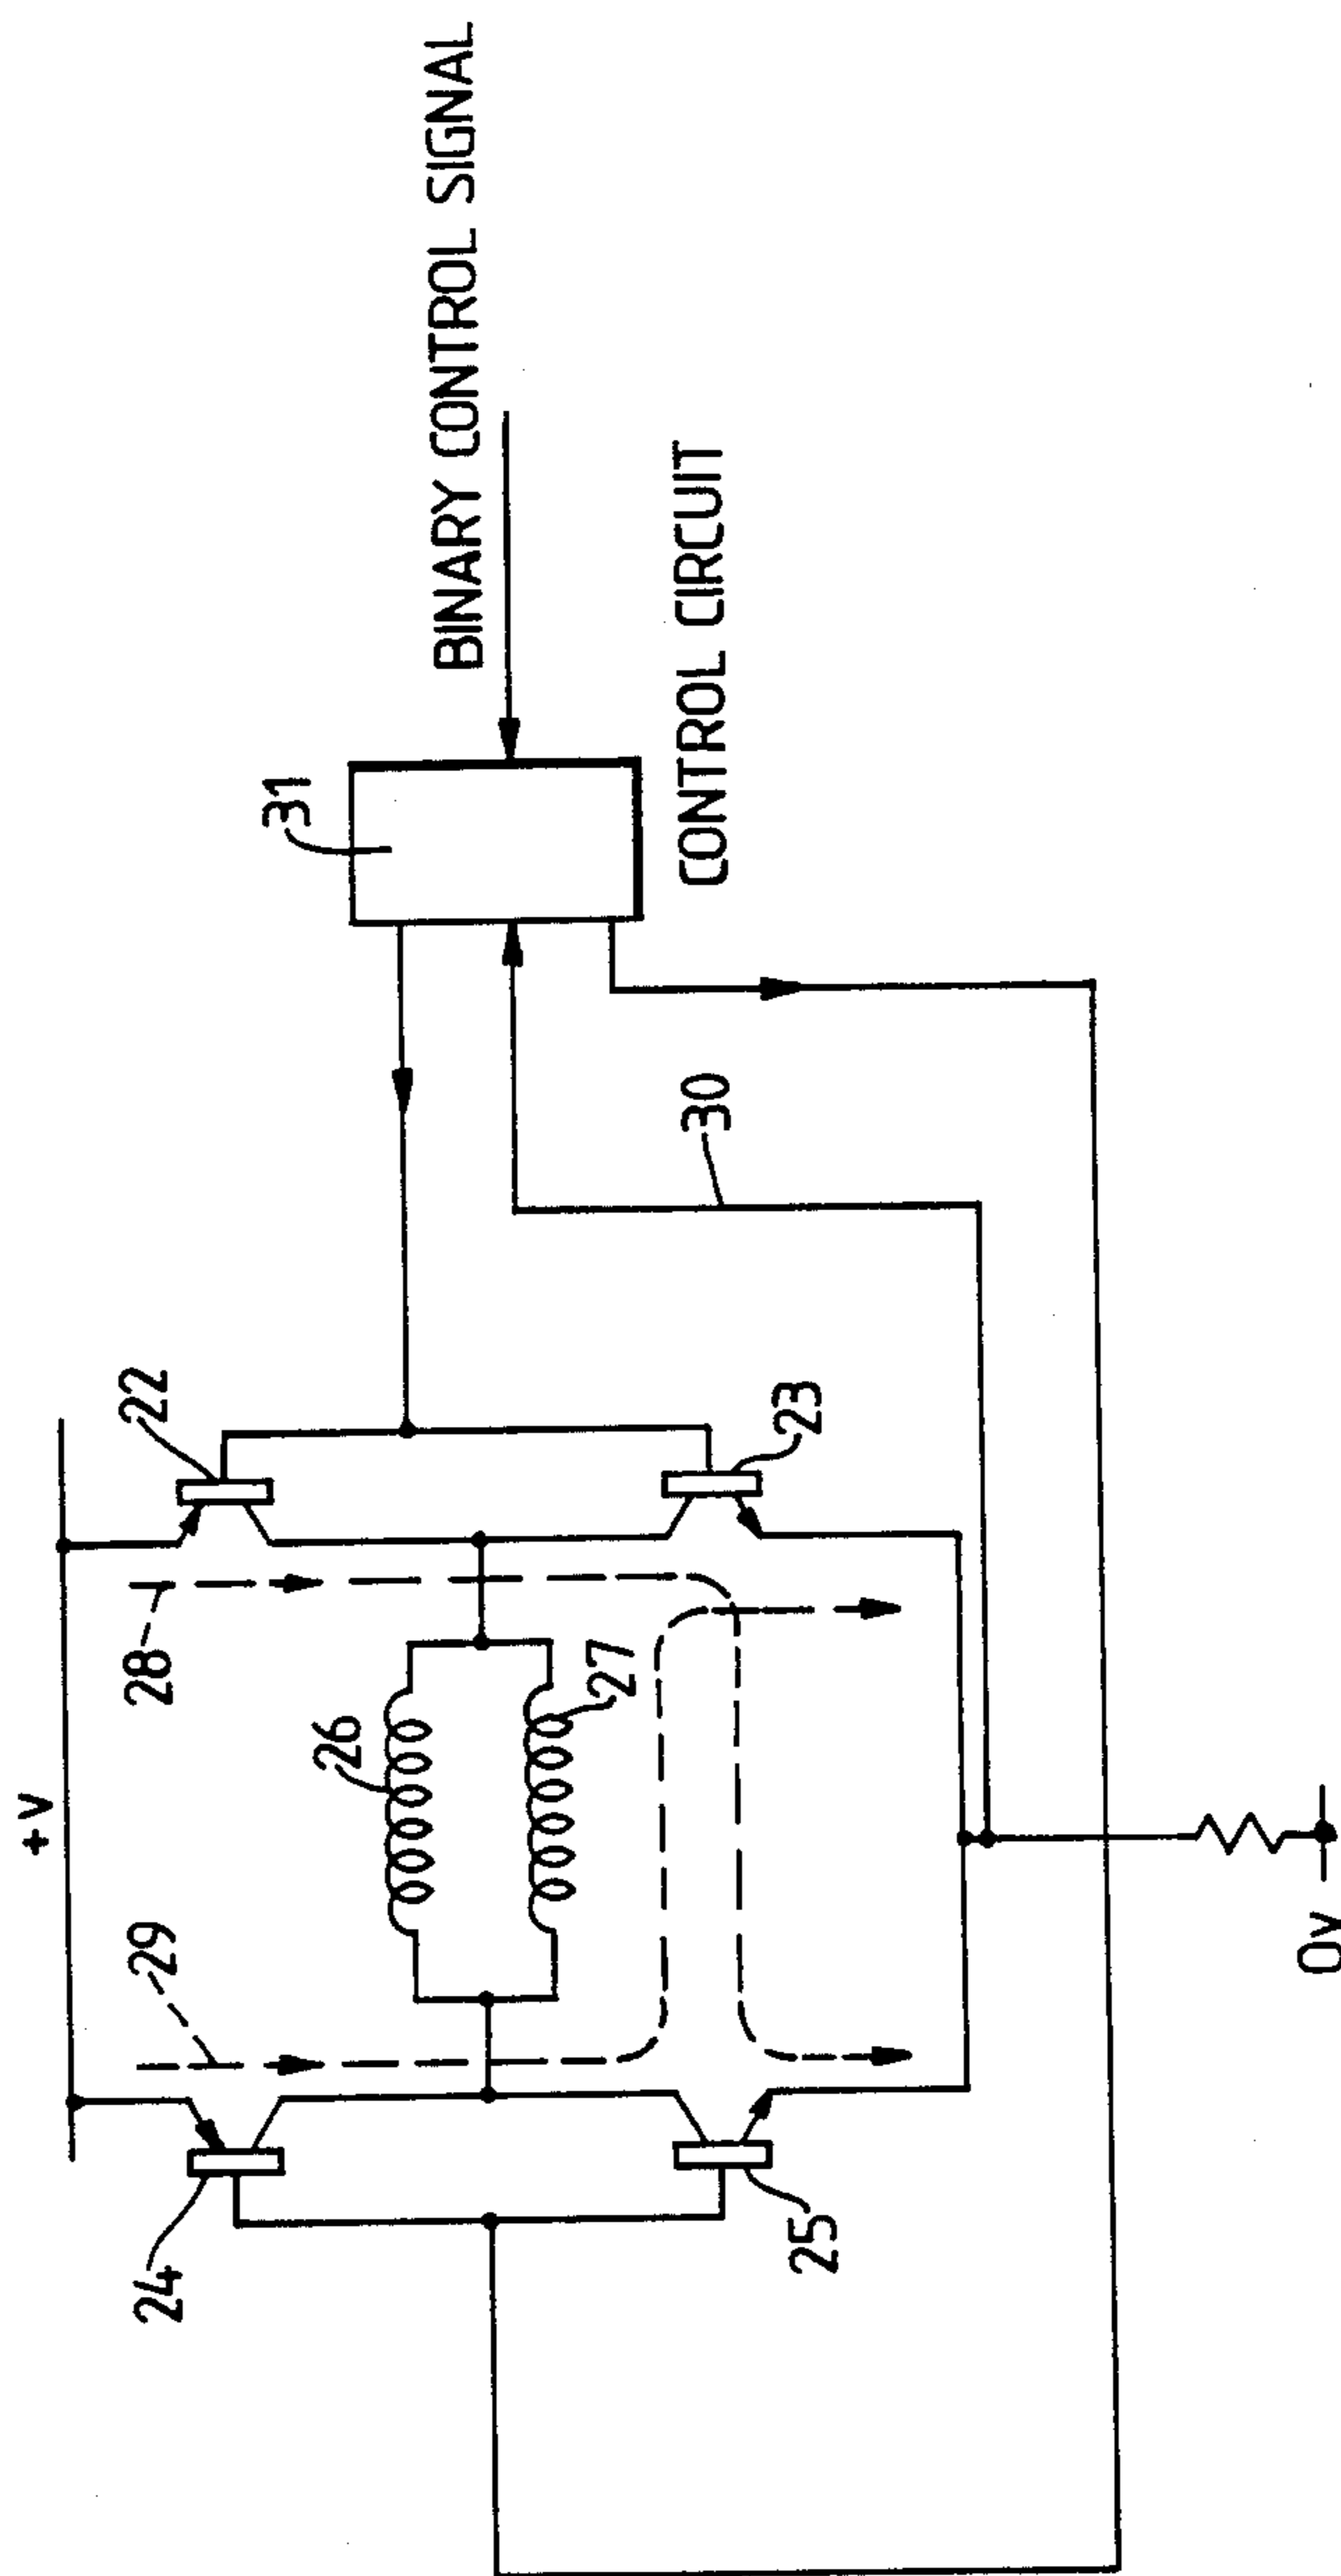 +V
24
29
28
22
26
27
25
23
30
31
BINARY CONTROL SIGNAL
CONTROL CIRCUIT
0v